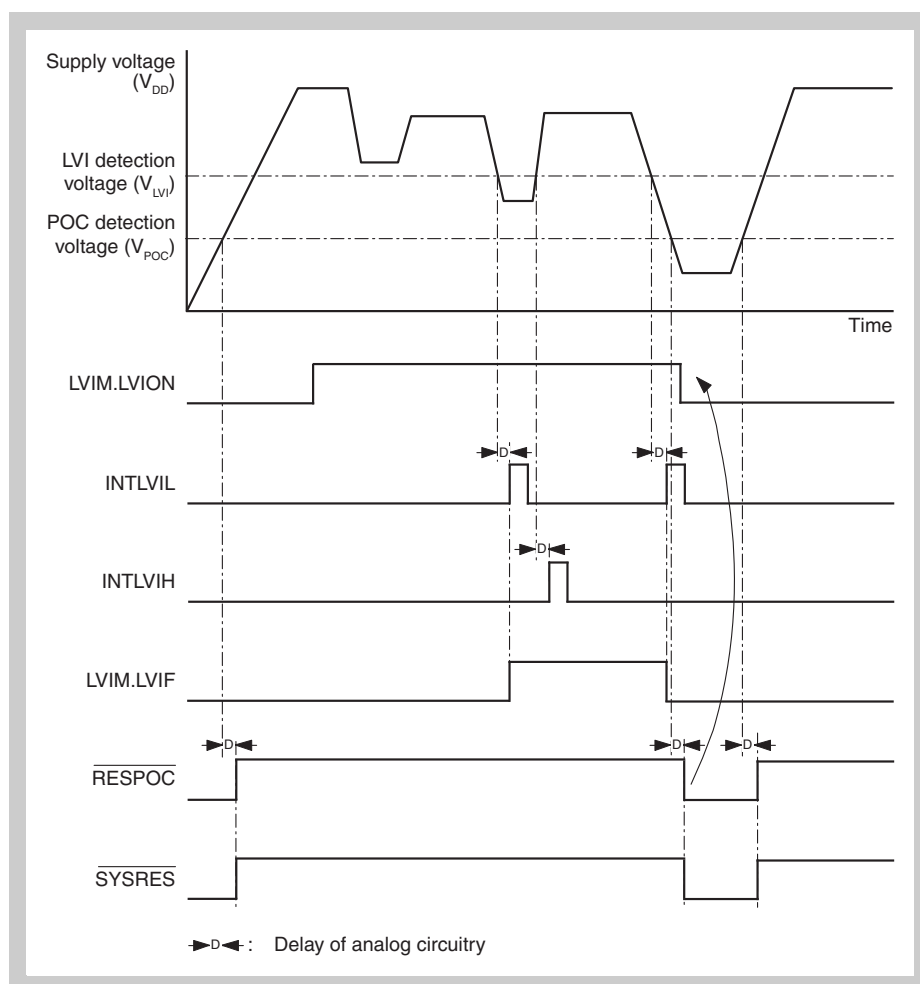 Supply voltage
(VDD)
LVI detection
voltage (VLVI)
POC detection
voltage (VPOC)
Time
LVIM.LVION
D
D
INTLVIL
D
INTLVIH
LVIM.LVIF
D
D
D
RESPOC
SYSRES
D : Delay of analog circuitry